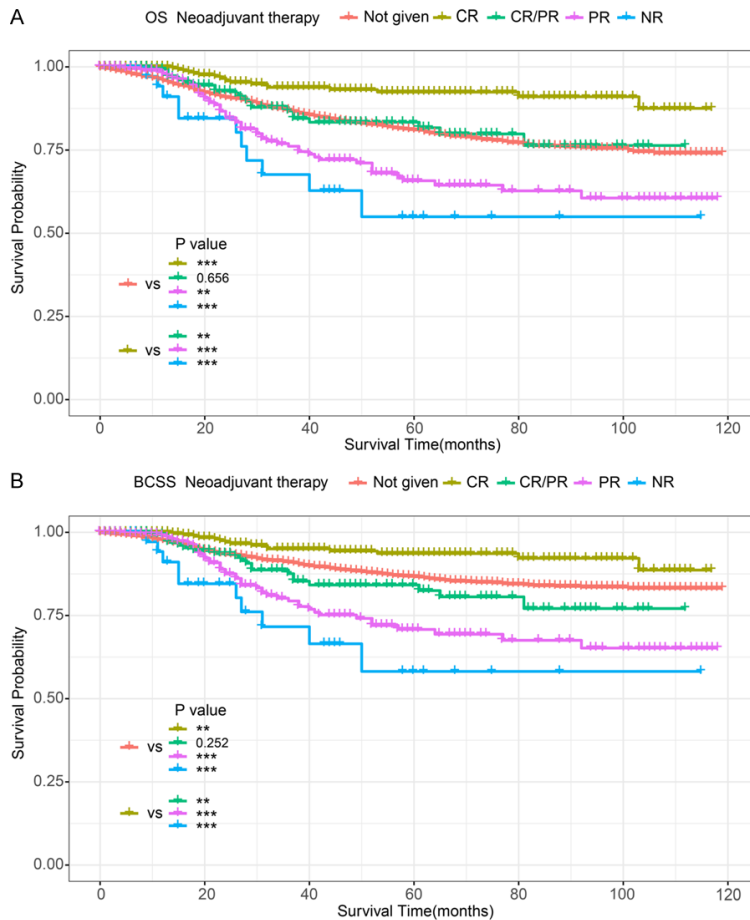 A
OS Neoadjuvant therapy Not given CR CR/PR PR NR
1.00
0.75
0.50
0.25
0.00
Survival Probability
P value
***
0.656
vs
**
***
**
vs
***
***
0 20 40 60 80 100 120
Survival Time(months)
B
BCSS Neoadjuvant therapy Not given CR CR/PR PR NR
1.00
0.75
0.50
0.25
0.00
Survival Probability
P value
**
0.252
vs
***
***
**
vs
***
***
0 20 40 60 80 100 120
Survival Time(months)